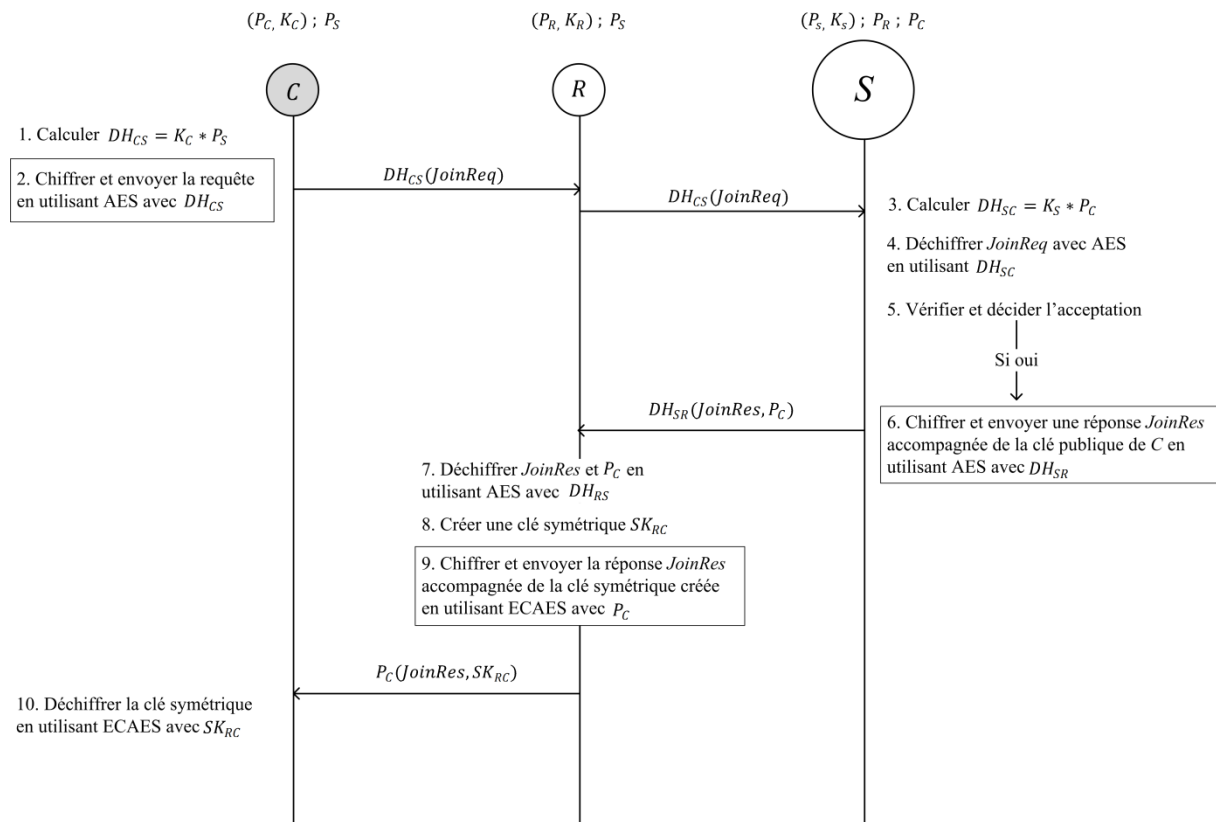 (P_C, K_C) ; P_S
(P_R, K_R) ; P_S
(P_s, K_s) ; P_R ; P_C
C
R
S
1. Calculer DH_CS = K_C * P_S
2. Chiffrer et envoyer la requête
en utilisant AES avec DH_CS
DH_CS(JoinReq)
DH_CS(JoinReq)
3. Calculer DH_SC = K_S * P_C
4. Déchiffrer JoinReq avec AES
en utilisant DH_SC
5. Vérifier et décider l’acceptation
Si oui
DH_SR(JoinRes, P_C)
6. Chiffrer et envoyer une réponse JoinRes
accompagnée de la clé publique de C en
utilisant AES avec DH_SR
7. Déchiffrer JoinRes et P_C en
utilisant AES avec DH_RS
8. Créer une clé symétrique SK_RC
9. Chiffrer et envoyer la réponse JoinRes
accompagnée de la clé symétrique créée
en utilisant ECAES avec P_C
P_C(JoinRes, SK_RC)
10. Déchiffrer la clé symétrique
en utilisant ECAES avec SK_RC